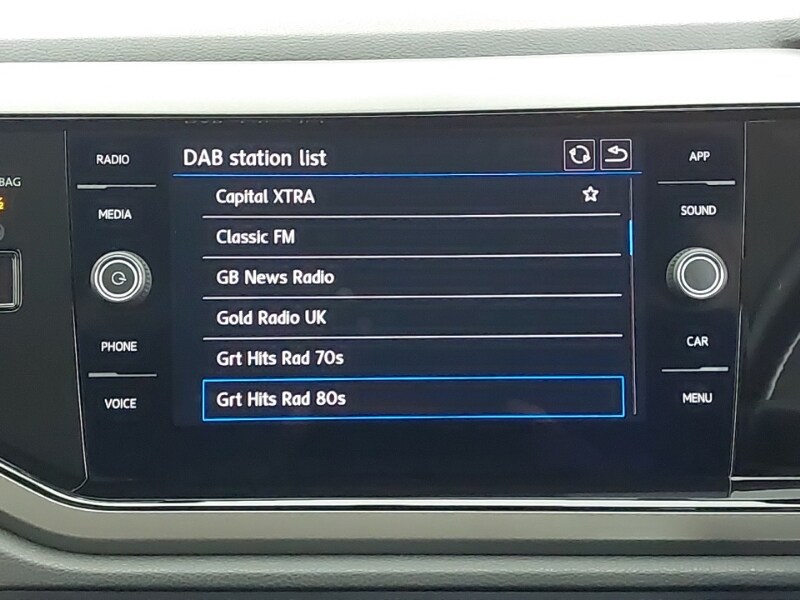 DAB station list
Capital XTRA
Classic FM
GB News Radio
Gold Radio UK
Grt Hits Rad 70s
Grt Hits Rad 80s
RADIO
MEDIA
PHONE
VOICE
APP
SOUND
CAR
MENU
BAG